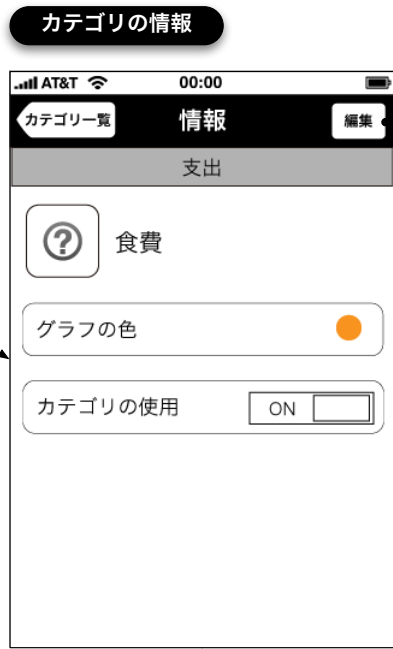 カテゴリの情報
AT&T 00:00
カテゴリ一覧 情報 編集
支出
食費
グラフの色
カテゴリの使用 ON